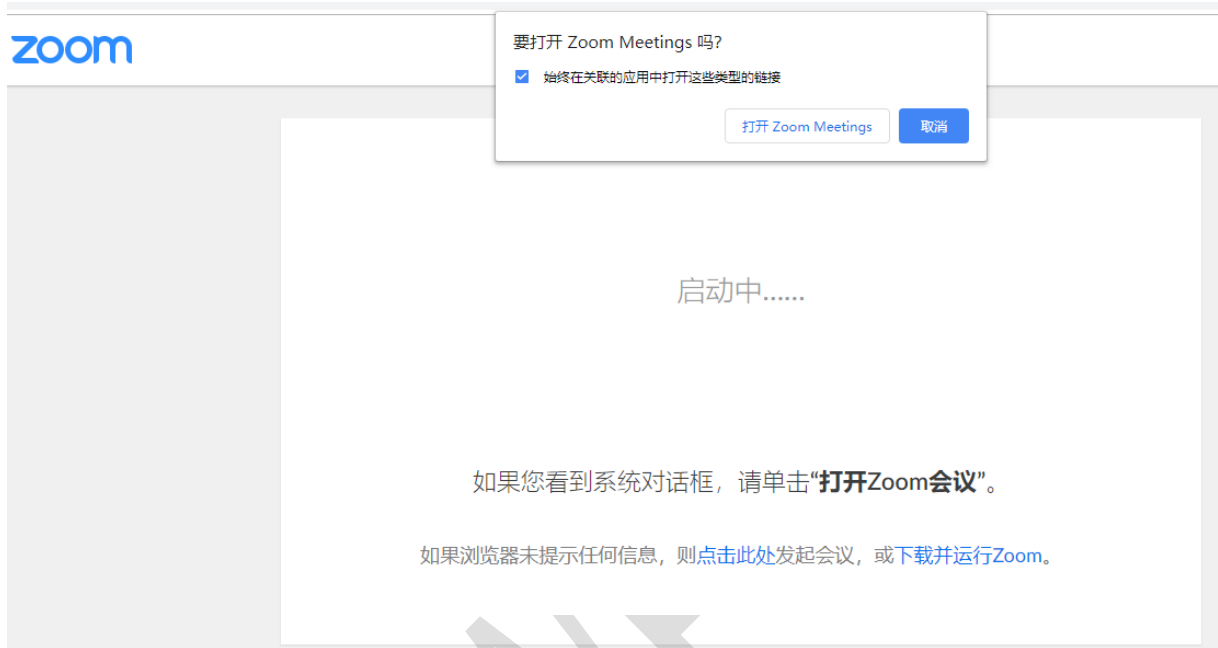 zoom
要打开 Zoom Meetings 吗?
始终在关联的应用中打开这些类型的链接
打开 Zoom Meetings
取消
启动中......
如果您看到系统对话框，请单击“打开Zoom会议”。
如果浏览器未提示任何信息，则点击此处发起会议，或下载并运行Zoom。